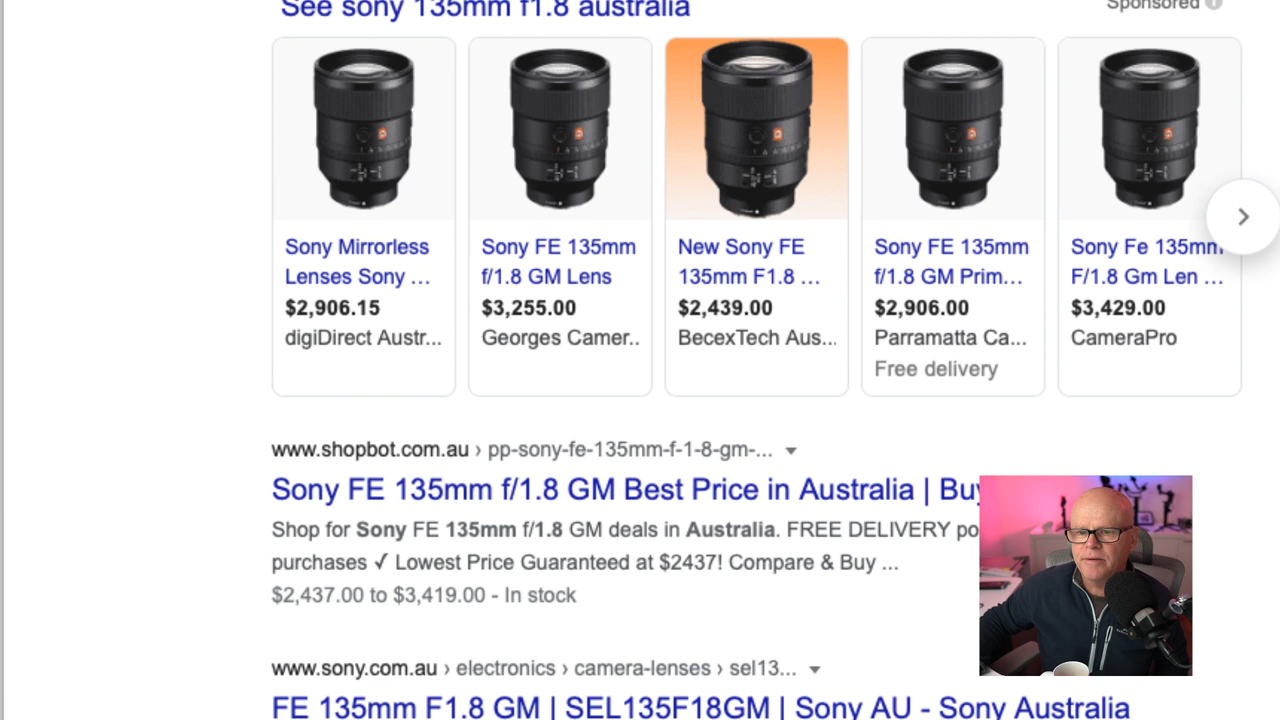 See sony 135mm f1.8 australia
Sponsored
Sony Mirrorless
Lenses Sony ...
$2,906.15
digiDirect Austr...
Sony FE 135mm
f/1.8 GM Lens
$3,255.00
Georges Camer..
New Sony FE
135mm F1.8 ...
$2,439.00
BecexTech Aus...
Sony FE 135mm
f/1.8 GM Prim...
$2,906.00
Parramatta Ca...
Free delivery
Sony Fe 135mm
F/1.8 Gm Len ...
$3,429.00
CameraPro
www.shopbot.com.au › pp-sony-fe-135mm-f-1-8-gm-...
Sony FE 135mm f/1.8 GM Best Price in Australia | Buy
Shop for Sony FE 135mm f/1.8 GM deals in Australia. FREE DELIVERY po
purchases ✓ Lowest Price Guaranteed at $2437! Compare & Buy ...
$2,437.00 to $3,419.00 - In stock
www.sony.com.au › electronics › camera-lenses › sel13...
FE 135mm F1.8 GM | SEL135F18GM | Sony AU - Sony Australia